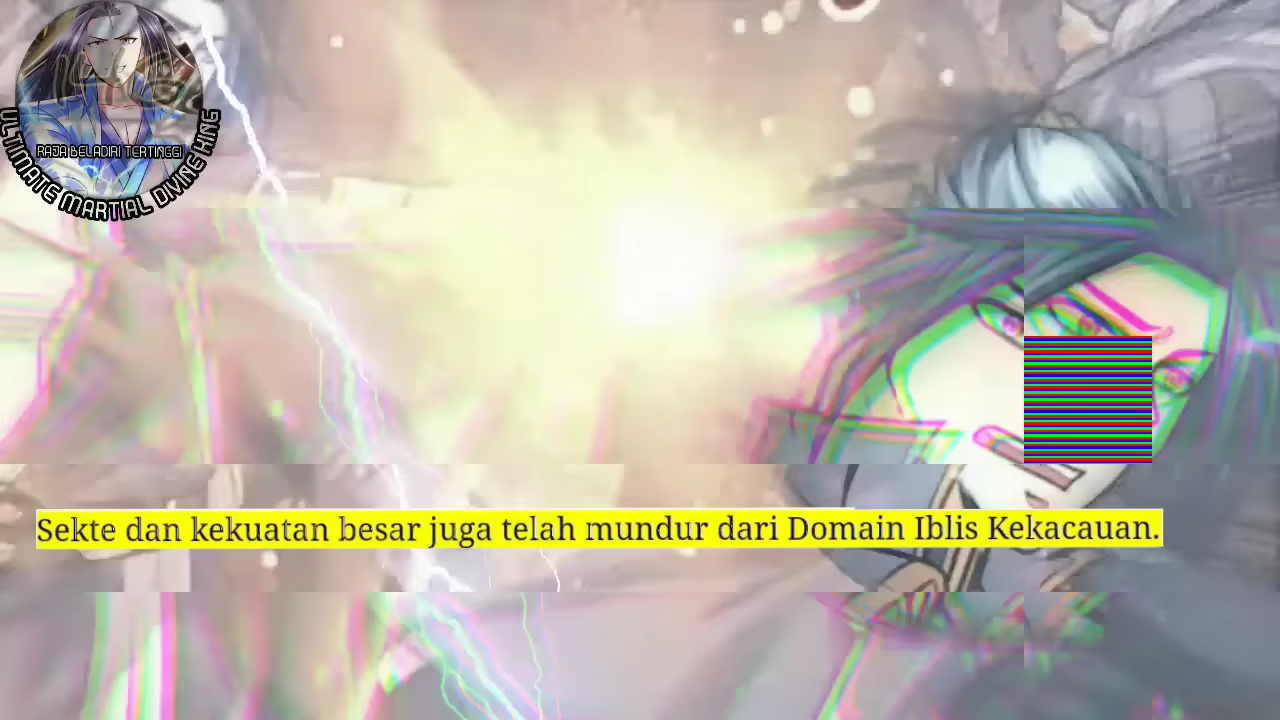 RAJA BELADIRI TERTINGGI
ULTIMATE MARTIAL DIVINE KING
Sekte dan kekuatan besar juga telah mundur dari Domain Iblis Kekacauan.